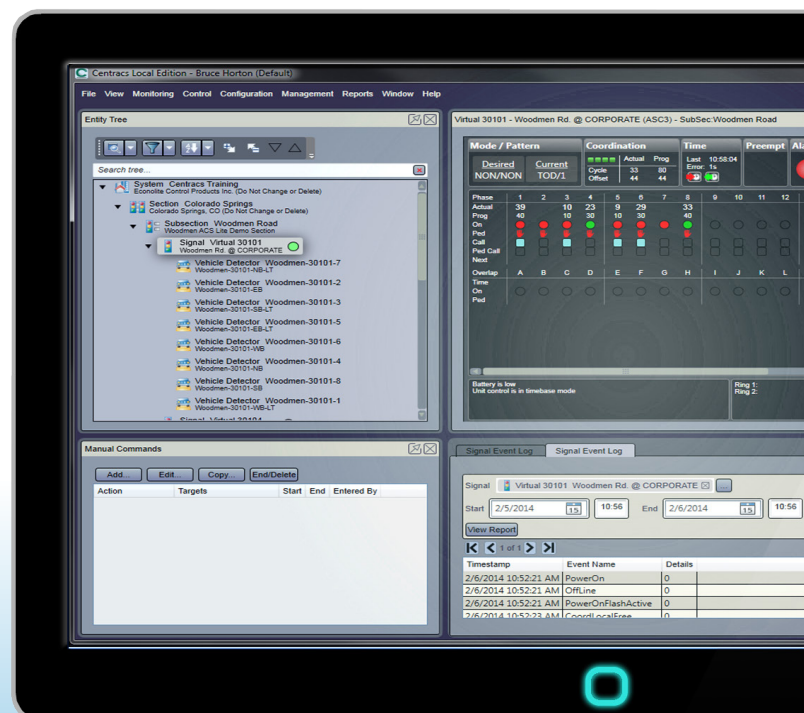 Centracs Local Edition - Bruce Horton (Default)
File View Monitoring Control Configuration Management Reports Window Help
Entity Tree
Search tree...
System Centracs Training
Econolite Control Products Inc. (Do Not Change or Delete)
Section Colorado Springs
Colorado Springs, CO (Do Not Change or Delete)
Subsection Woodmen Road
Woodmen ACS Lite Demo Section
Signal Virtual 30101
Woodmen Rd. @ CORPORATE
Vehicle Detector Woodmen-30101-7
Woodmen-30101-NB-LT
Vehicle Detector Woodmen-30101-2
Woodmen-30101-EB
Vehicle Detector Woodmen-30101-3
Woodmen-30101-SB-LT
Vehicle Detector Woodmen-30101-5
Woodmen-30101-EB-LT
Vehicle Detector Woodmen-30101-6
Woodmen-30101-WB
Vehicle Detector Woodmen-30101-4
Woodmen-30101-NB
Vehicle Detector Woodmen-30101-8
Woodmen-30101-SB
Vehicle Detector Woodmen-30101-1
Woodmen-30101-WB-LT
Virtual 30101 - Woodmen Rd. @ CORPORATE (ASC3) - SubSec:Woodmen Road
Mode / Pattern Coordination Time Preempt
Desired Current Actual Prog Last 10:58:04
NON/NON TOD/1 Cycle 33 80 Error: 1s
Offset 44 44
Phase 1 2 3 4 5 6 7 8 9 10 11 12
Actual 39 10 23 9 29 33
Prog 40 10 30 10 30 40
On
Ped
Call
Ped Call
Next
Overlap A B C D E F G H I J K L
Time
On
Ped
Battery is low
Unit control is in timebase mode
Ring 1:
Ring 2:
Manual Commands
Add... Edit... Copy... End/Delete
Action Targets Start End Entered By
Signal Event Log Signal Event Log
Signal Virtual 30101 Woodmen Rd. @ CORPORATE ...
Start 2/5/2014 15 10:56 End 2/6/2014 15 10:56
View Report
1 of 1
Timestamp Event Name Details
2/6/2014 10:52:21 AM PowerOn 0
2/6/2014 10:52:21 AM OffLine 0
2/6/2014 10:52:21 AM PowerOnFlashActive 0
2/6/2014 10:52:23 AM CoordLocalFree 0